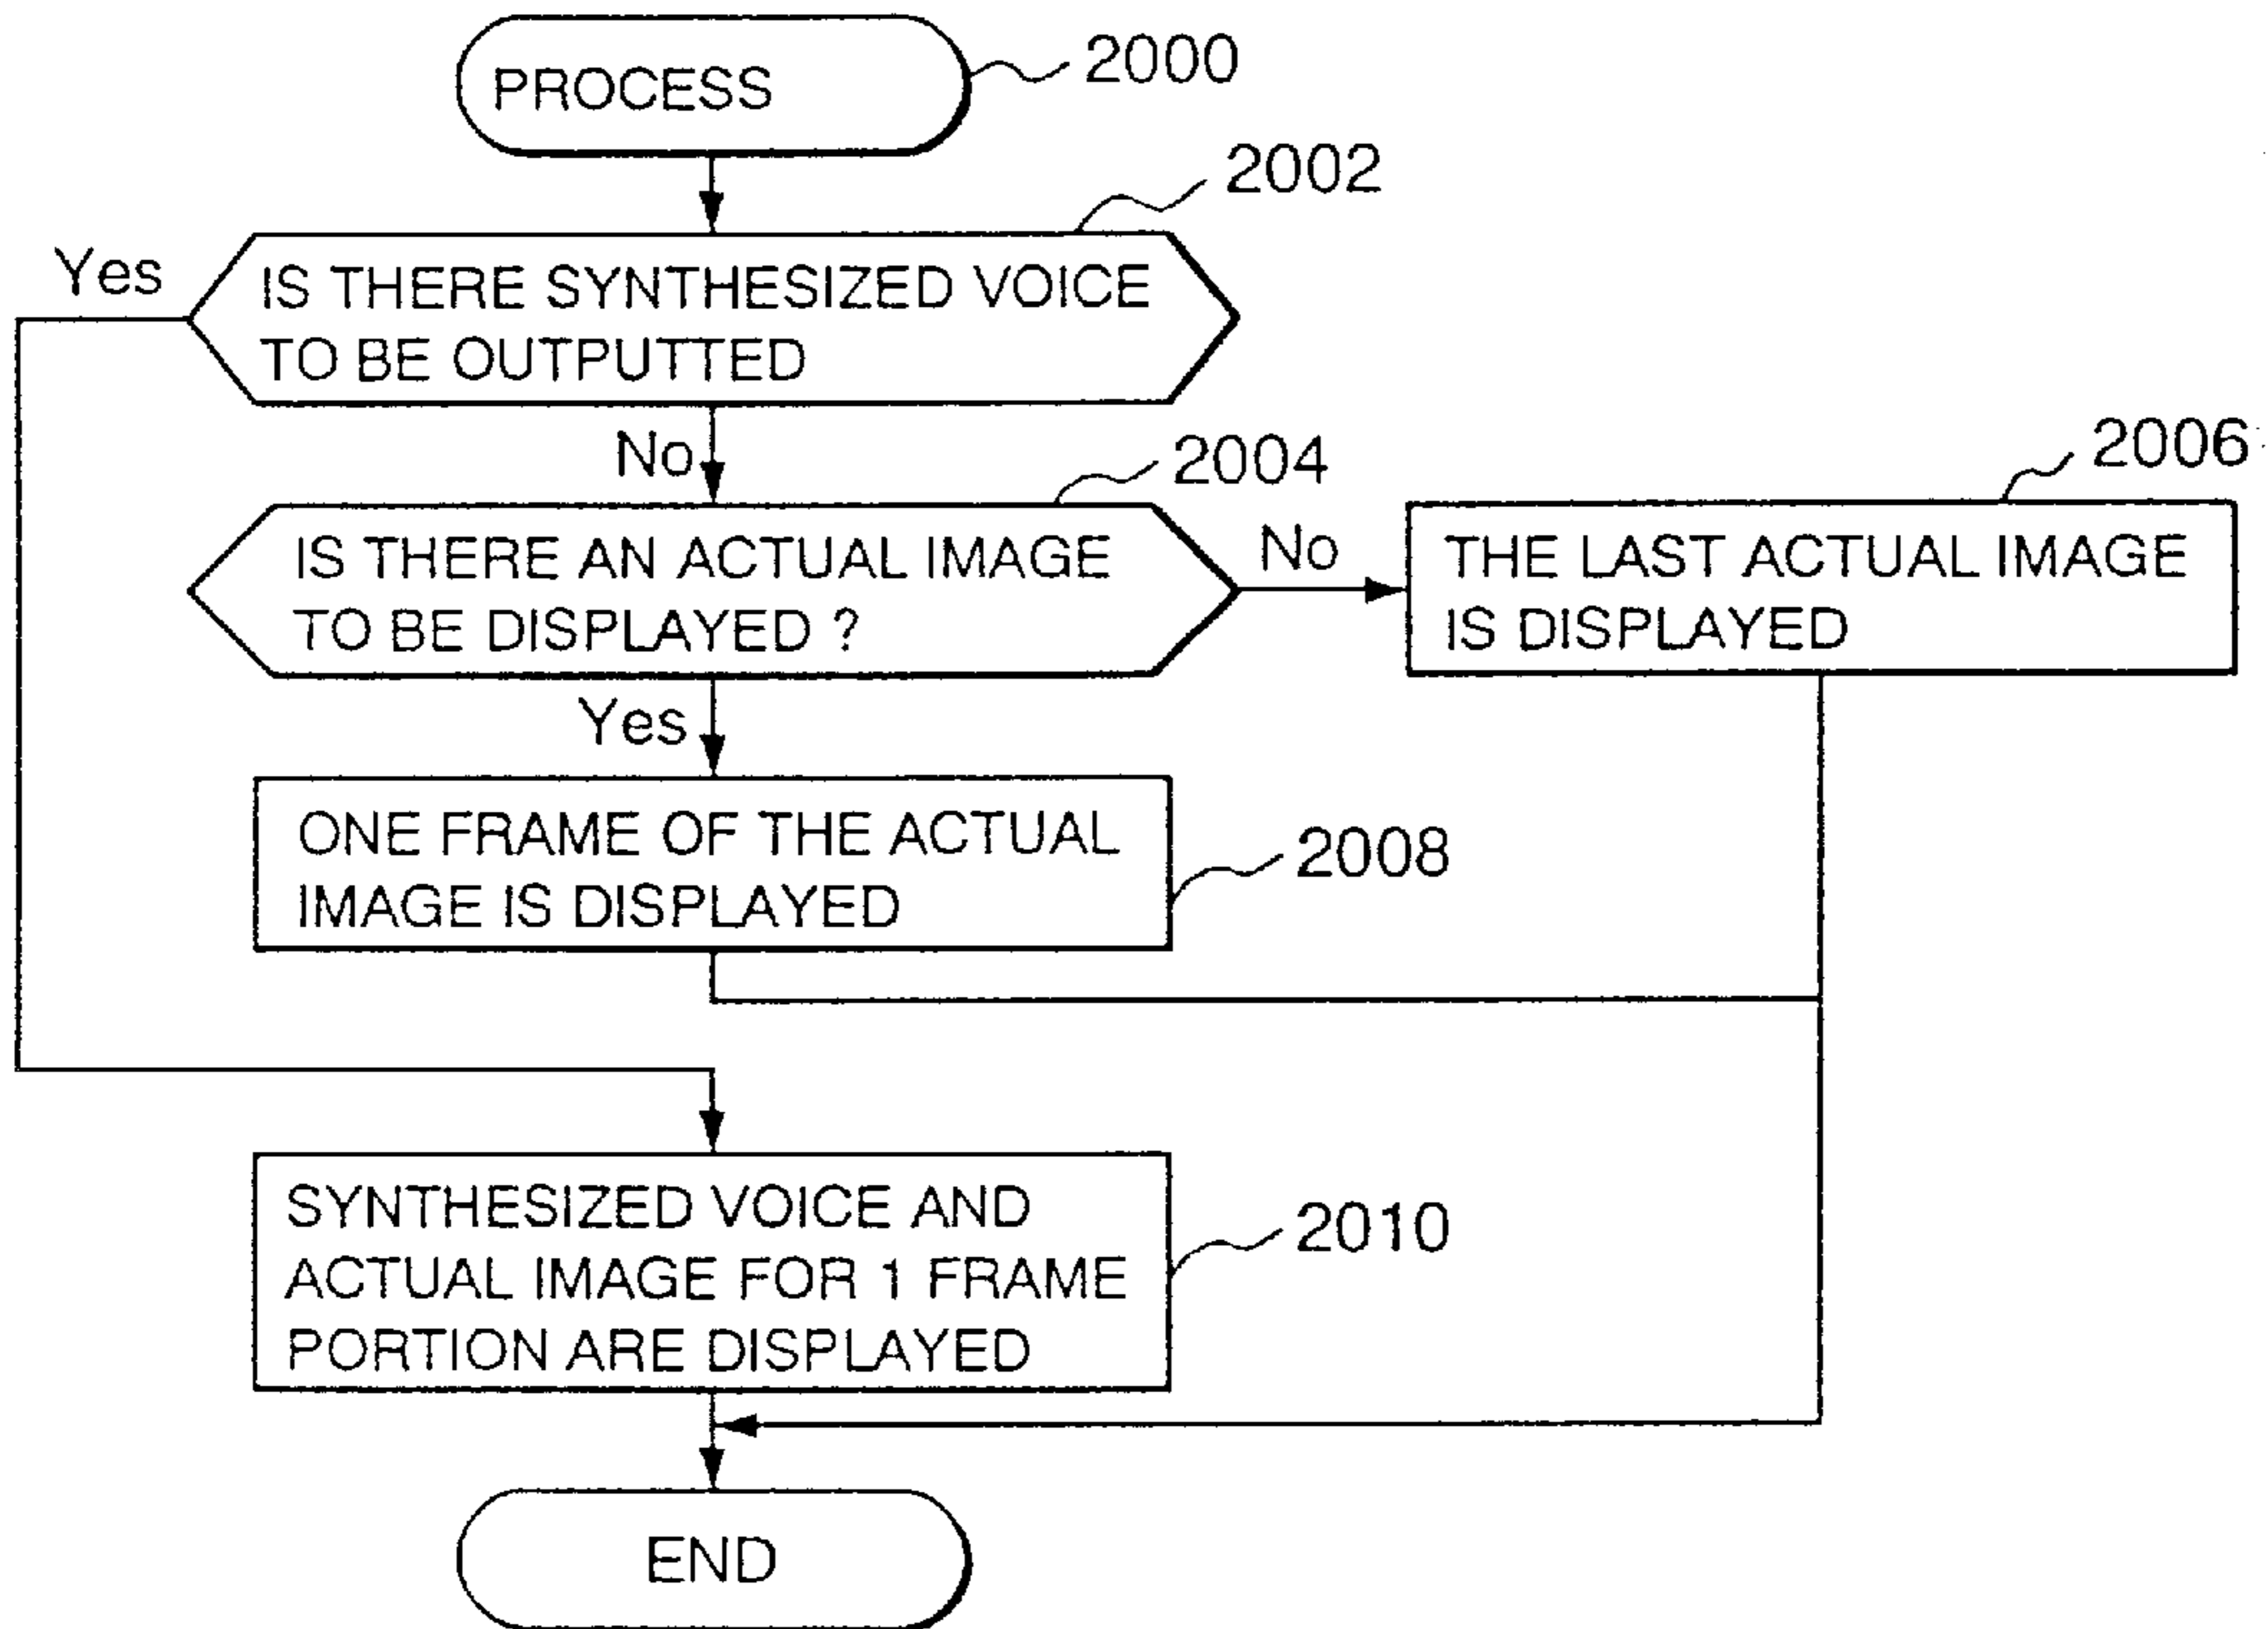 PROCESS
2000
2002
Yes
IS THERE SYNTHESIZED VOICE
TO BE OUTPUTTED
No
2004
2006
IS THERE AN ACTUAL IMAGE
TO BE DISPLAYED ?
No
THE LAST ACTUAL IMAGE
IS DISPLAYED
Yes
ONE FRAME OF THE ACTUAL
IMAGE IS DISPLAYED
2008
SYNTHESIZED VOICE AND
ACTUAL IMAGE FOR 1 FRAME
PORTION ARE DISPLAYED
2010
END